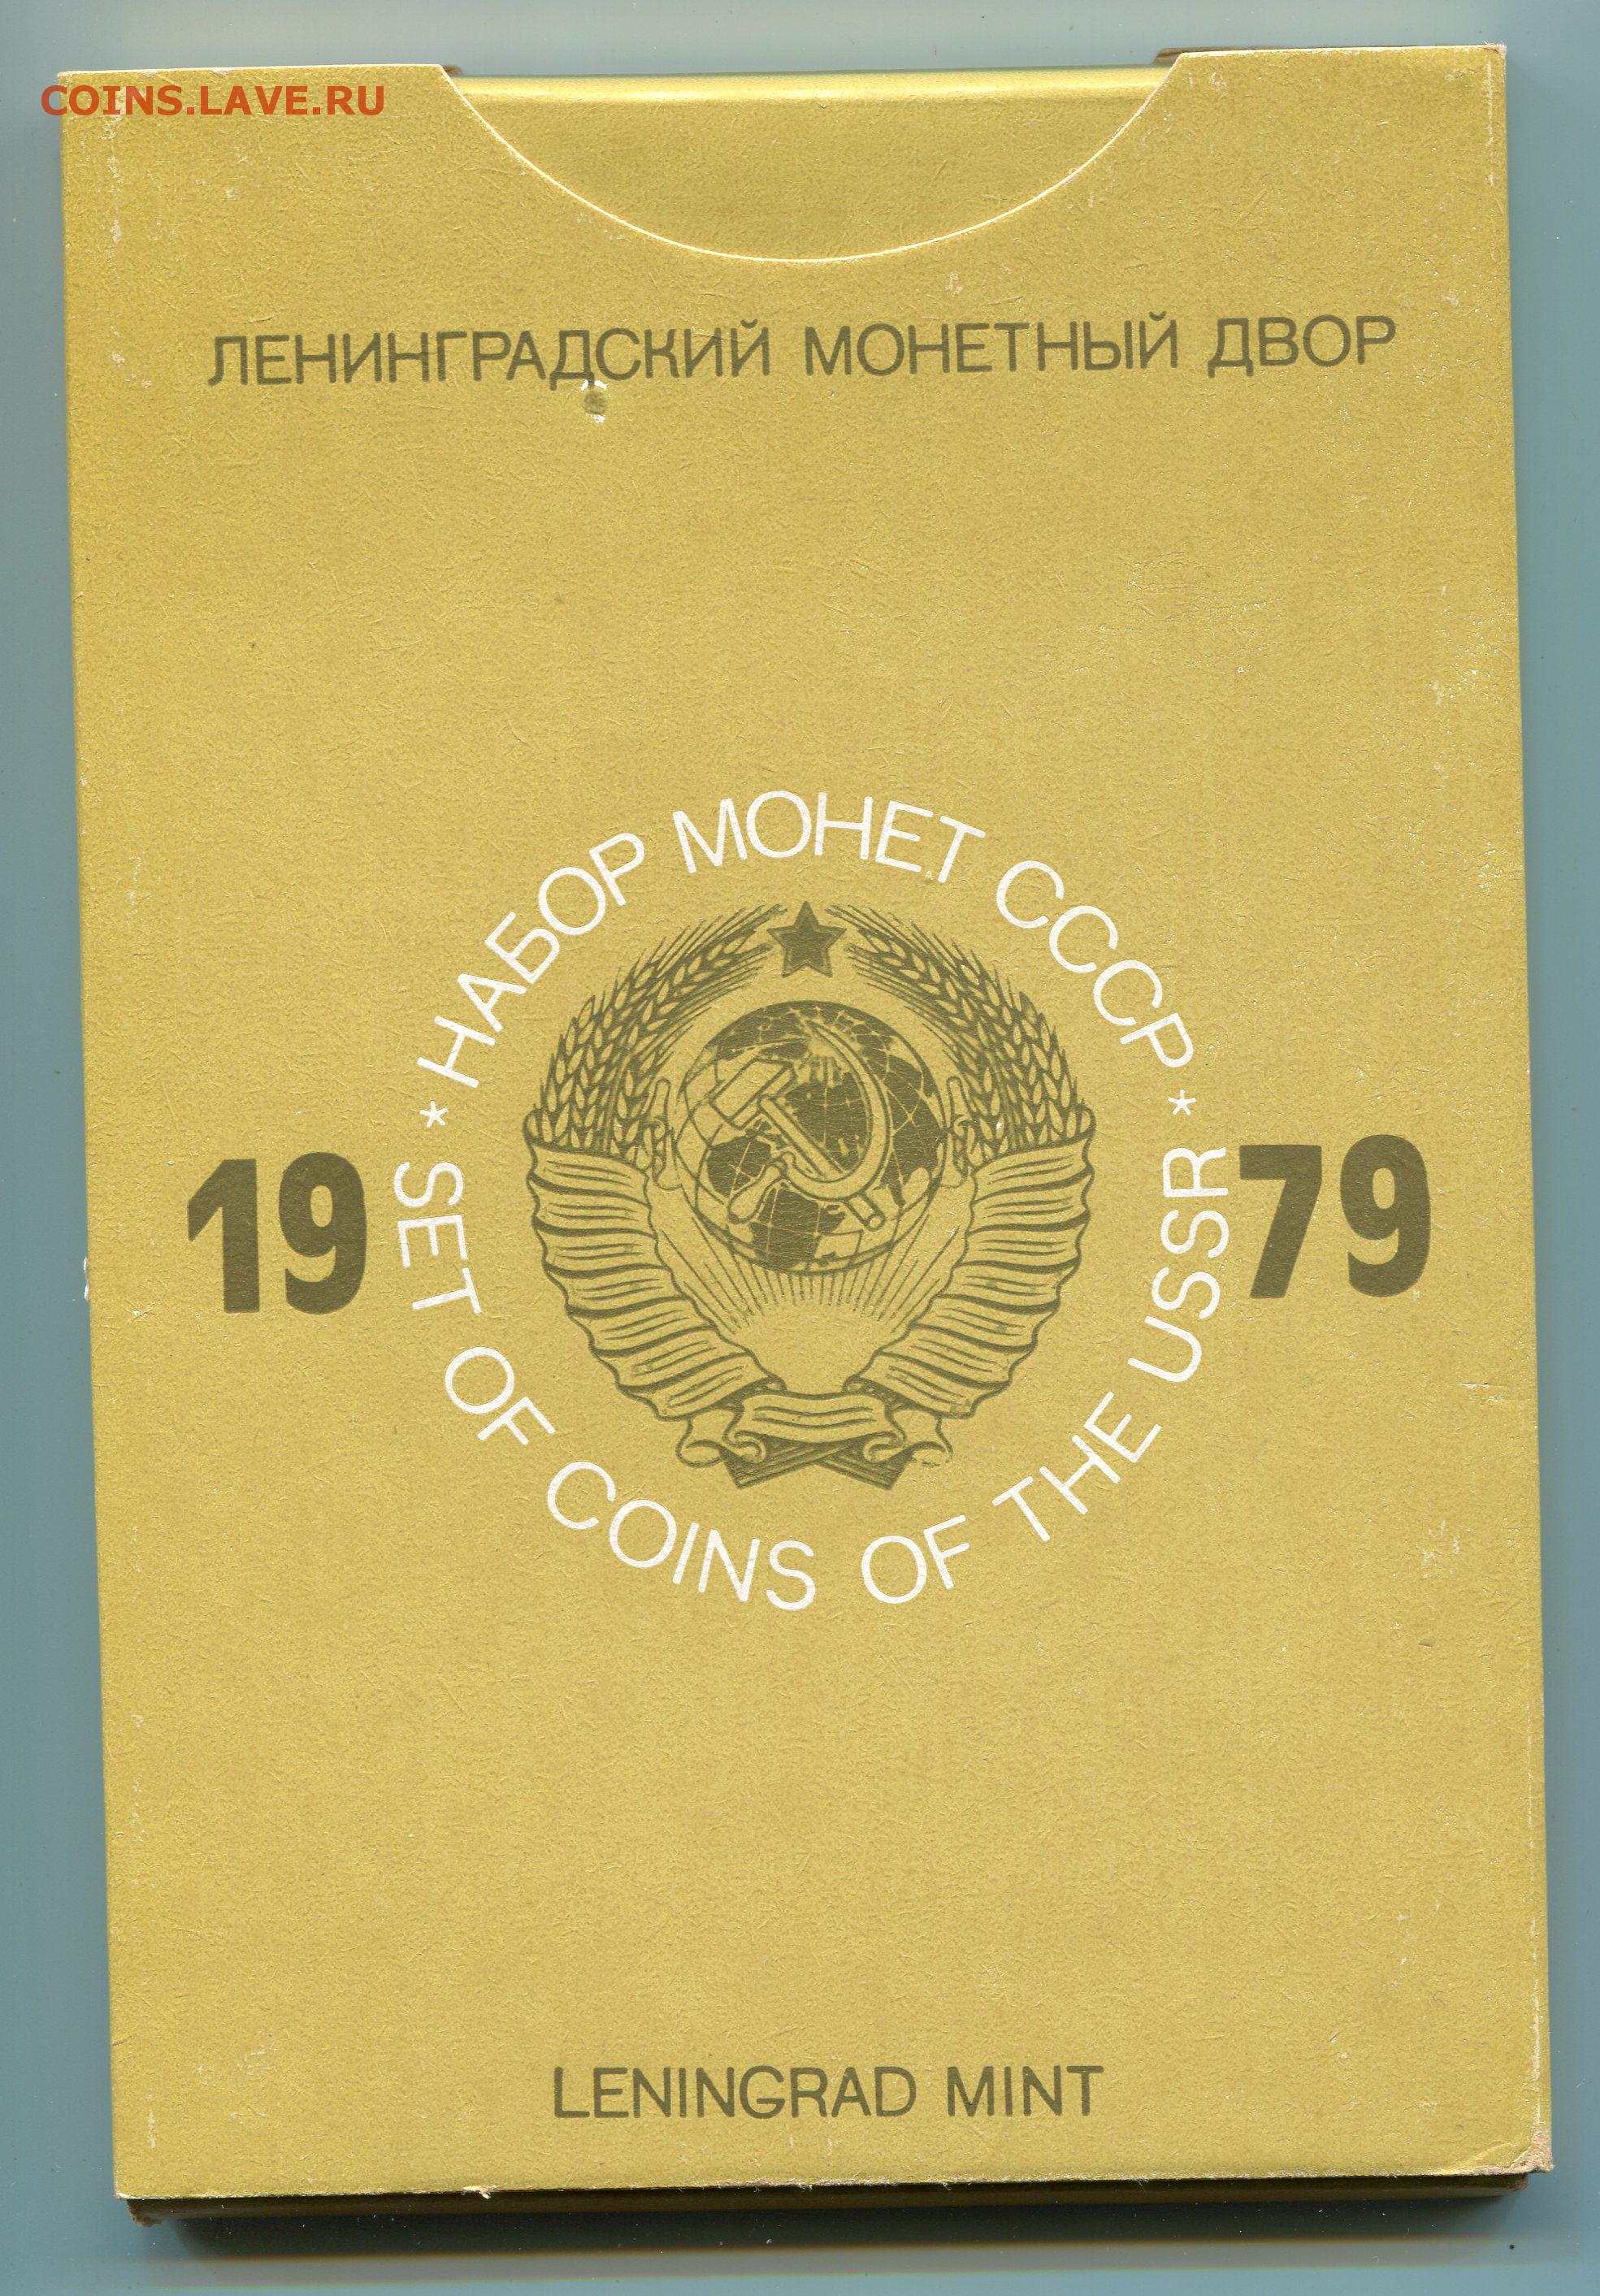 COINS.LAVE.RU
ЛЕНИНГРАДСКИЙ МОНЕТНЫЙ ДВОР
* НАБОР МОНЕТ СССР *
19
79
SET OF COINS OF THE USSR
LENINGRAD MINT